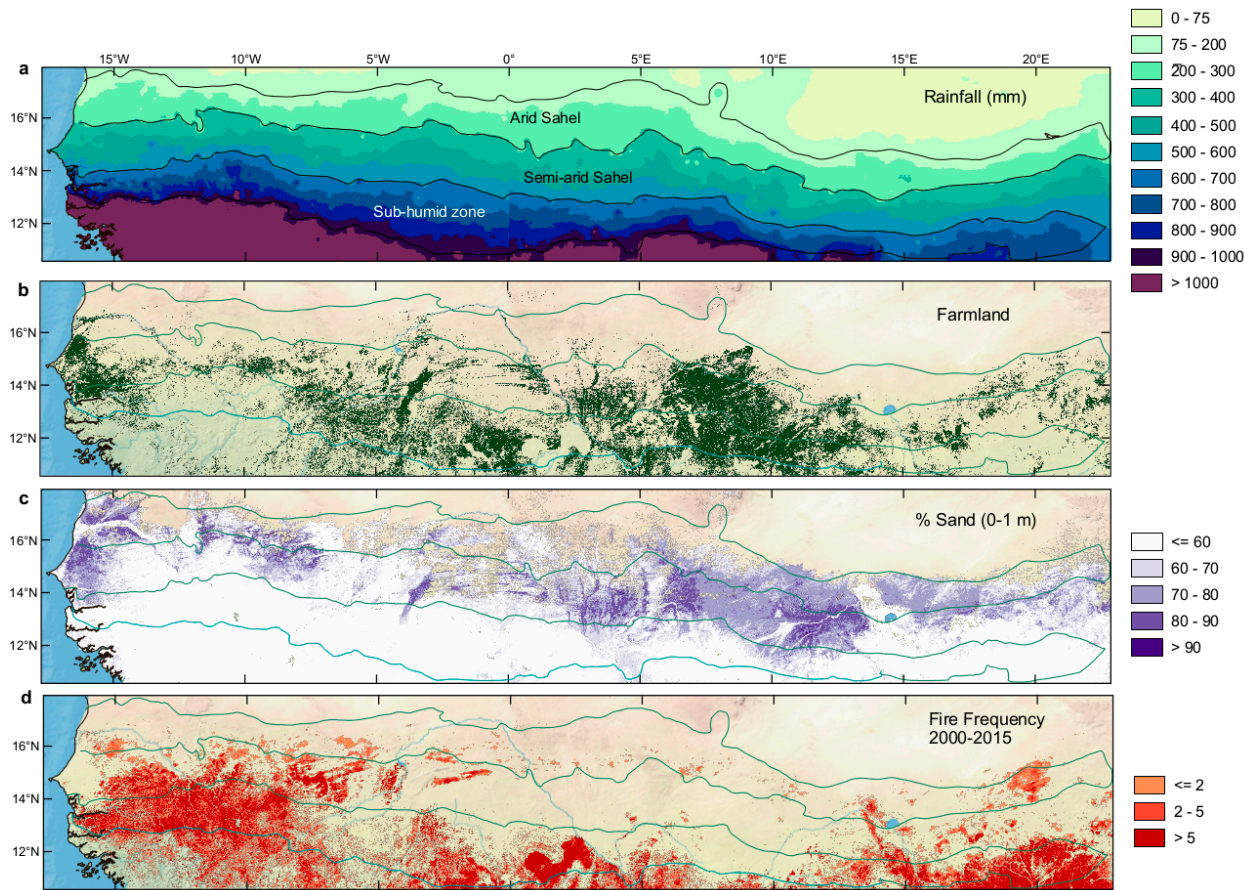 15°W 10°W 5°W 0° 5°E 10°E 15°E 20°E
a
Rainfall (mm)
Arid Sahel
Semi-arid Sahel
Sub-humid zone
16°N
14°N
12°N
0 - 75
75 - 200
200 - 300
300 - 400
400 - 500
500 - 600
600 - 700
700 - 800
800 - 900
900 - 1000
> 1000
b
Farmland
16°N
14°N
12°N
c
% Sand (0-1 m)
16°N
14°N
12°N
<= 60
60 - 70
70 - 80
80 - 90
> 90
d
Fire Frequency
2000-2015
16°N
14°N
12°N
<= 2
2 - 5
> 5